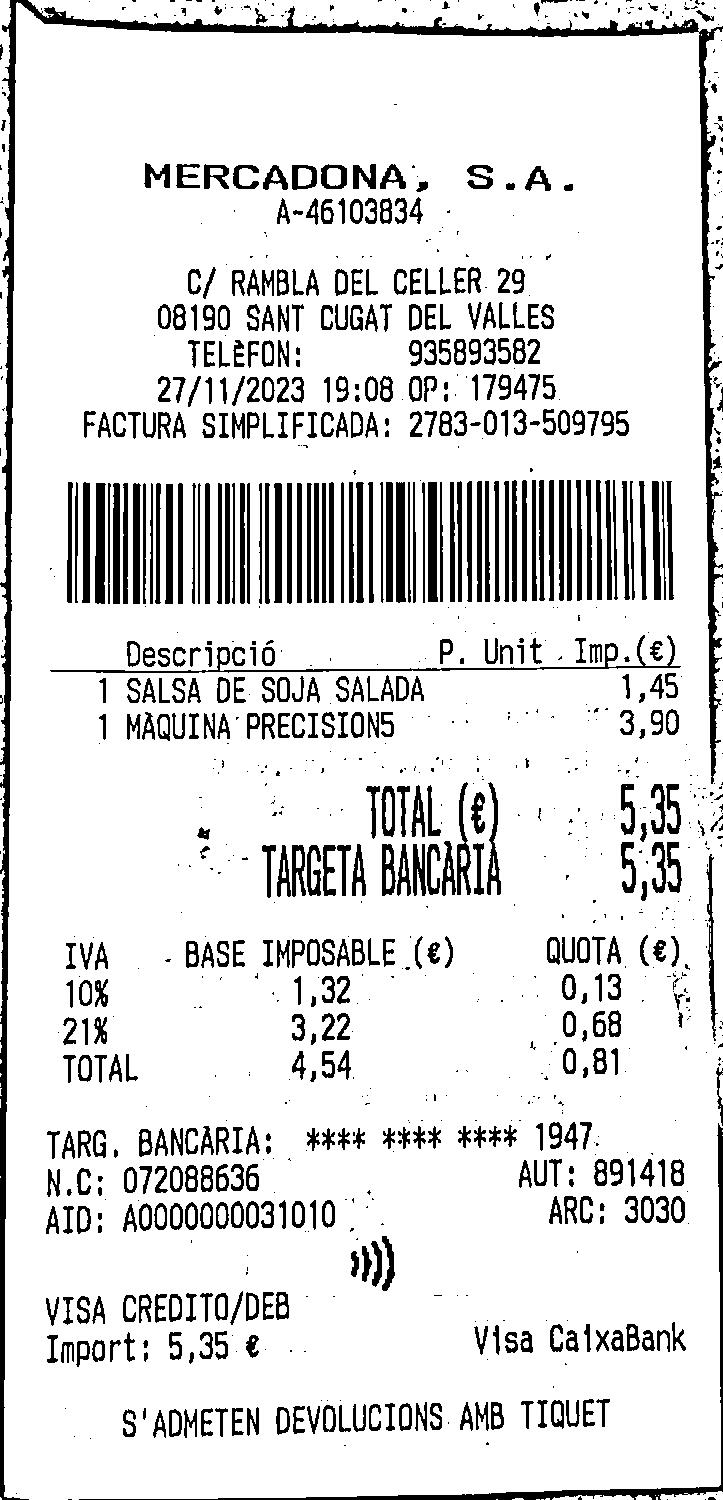 MERCADONA, S.A.
A-46103834
C/ RAMBLA DEL CELLER 29
08190 SANT CUGAT DEL VALLES
TELÈFON: 935893582
27/11/2023 19:08 OP: 179475
FACTURA SIMPLIFICADA: 2783-013-509795
Descripció P. Unit Imp.(€)
1 SALSA DE SOJA SALADA 1,45
1 MÀQUINA PRECISION5 3,90
TOTAL (€) 5,35
TARGETA BANCÀRIA 5,35
IVA BASE IMPOSABLE (€) QUOTA (€)
10% 1,32 0,13
21% 3,22 0,68
TOTAL 4,54 0,81
TARG. BANCÀRIA: **** **** **** 1947
N.C: 072088636 AUT: 891418
AID: A0000000031010 ARC: 3030
VISA CREDITO/DEB
Import: 5,35 € Visa CaixaBank
S'ADMETEN DEVOLUCIONS AMB TIQUET